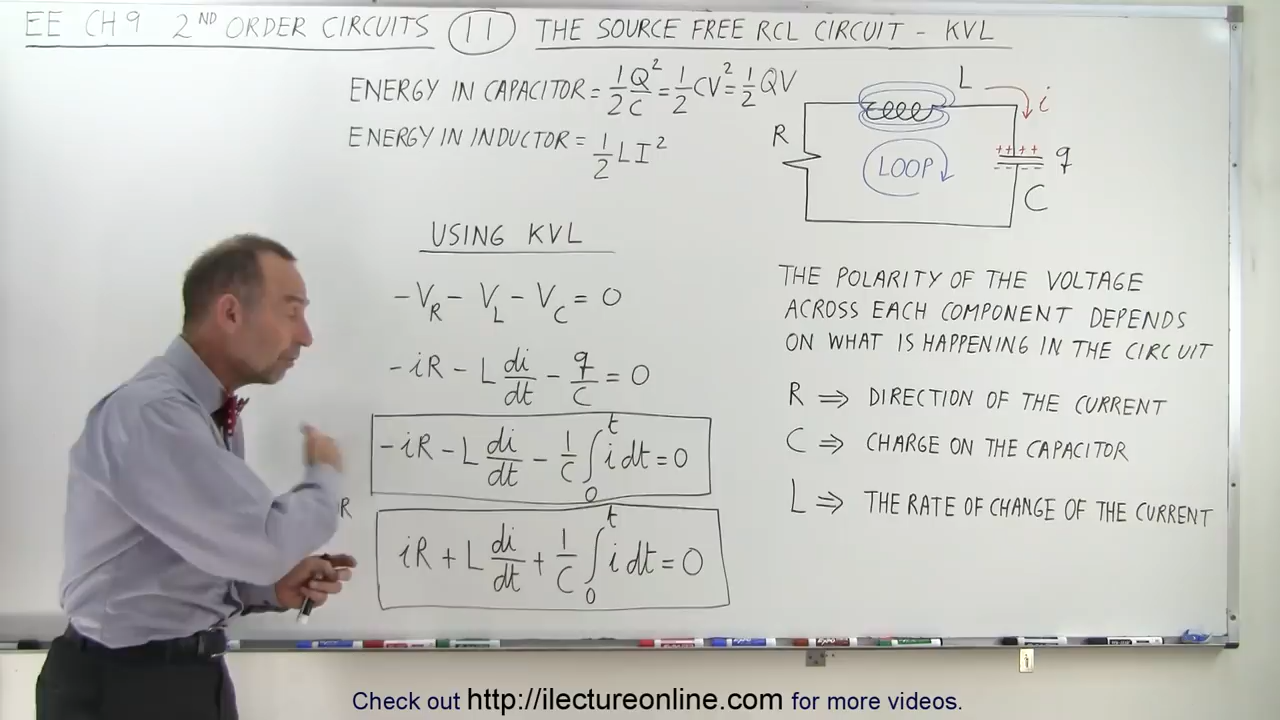 EE CH 9 2ND ORDER CIRCUITS (11) THE SOURCE FREE RCL CIRCUIT - KVL
ENERGY IN CAPACITOR = 1/2 Q²/C = 1/2 CV² = 1/2 QV
ENERGY IN INDUCTOR = 1/2 LI²
L
i
R
++++
LOOP
q
----
C
USING KVL
-V_R - V_L - V_C = 0
-iR - L di/dt - q/C = 0
-iR - L di/dt - 1/C ∫₀ᵗ i dt = 0
R
iR + L di/dt + 1/C ∫₀ᵗ i dt = 0
THE POLARITY OF THE VOLTAGE
ACROSS EACH COMPONENT DEPENDS
ON WHAT IS HAPPENING IN THE CIRCUIT
R ⇒ DIRECTION OF THE CURRENT
C ⇒ CHARGE ON THE CAPACITOR
L ⇒ THE RATE OF CHANGE OF THE CURRENT
Check out http://ilectureonline.com for more videos.